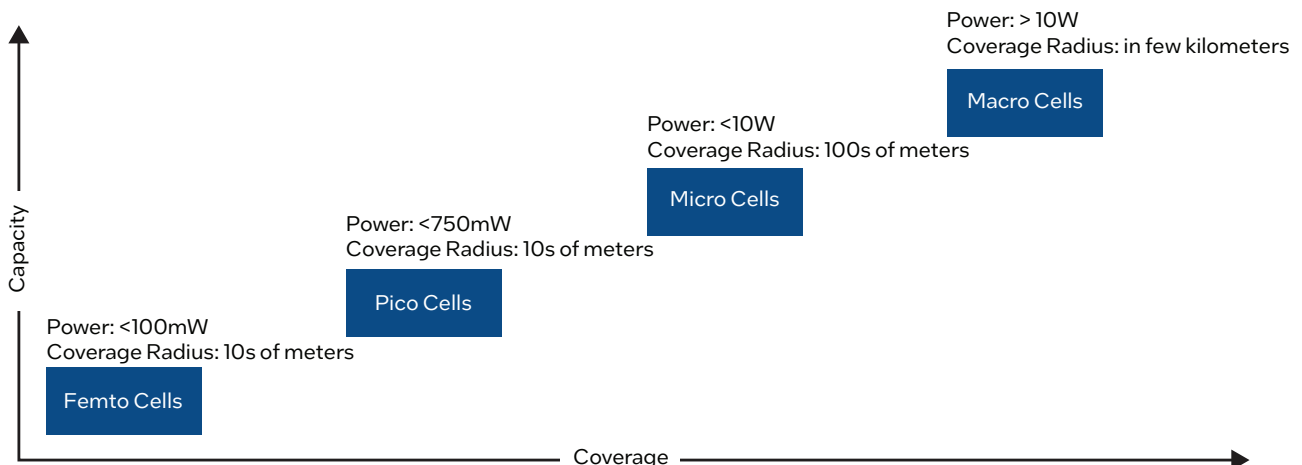 Power: > 10W
Coverage Radius: in few kilometers
Macro Cells
Power: <10W
Coverage Radius: 100s of meters
Micro Cells
Power: <750mW
Coverage Radius: 10s of meters
Pico Cells
Power: <100mW
Coverage Radius: 10s of meters
Femto Cells
Capacity
Coverage